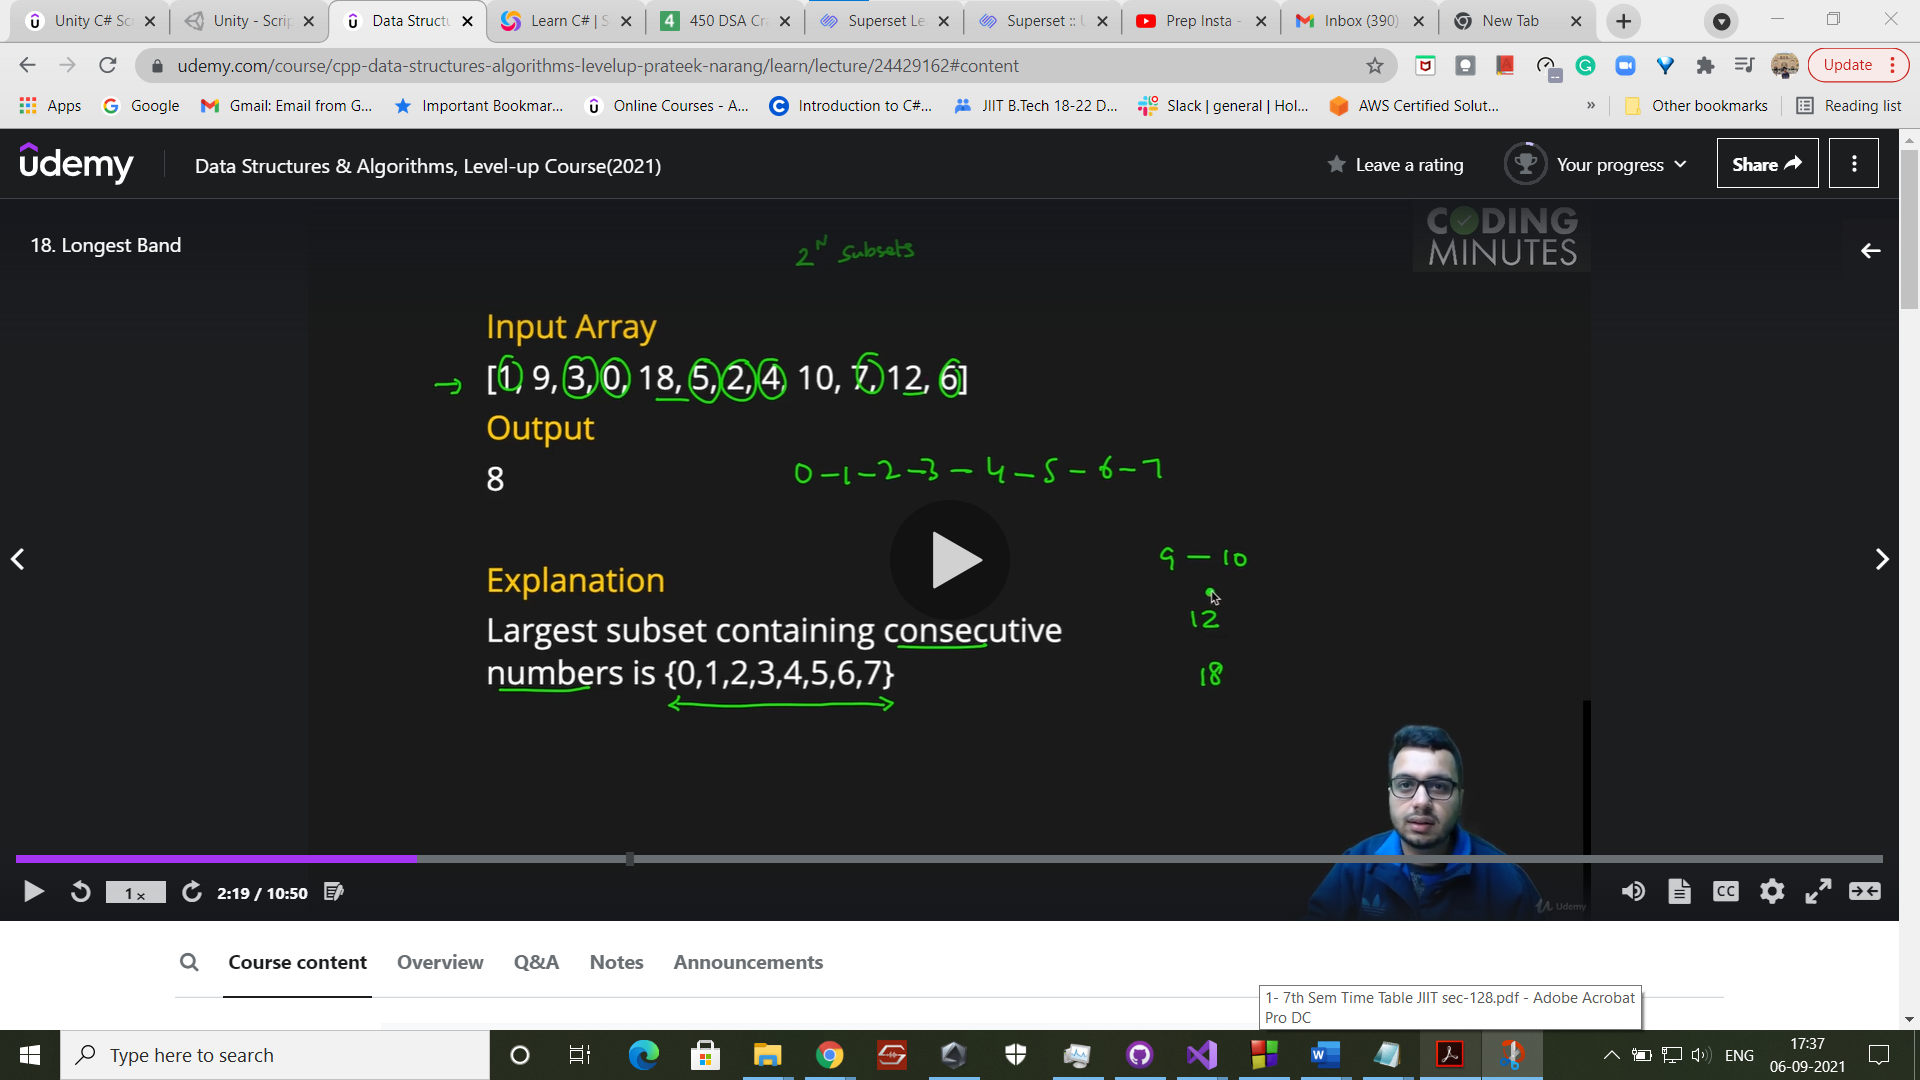 Unity C# Sc
Unity - Scrip
Data Structu
Learn C# | S
450 DSA Cra
Superset Le
Superset :: U
Prep Insta -
Inbox (390)
New Tab
udemy.com/course/cpp-data-structures-algorithms-levelup-prateek-narang/learn/lecture/24429162#content
Update
Apps
Google
Gmail: Email from G...
Important Bookmar...
Online Courses - A...
Introduction to C#...
JIIT B.Tech 18-22 D...
Slack | general | Hol...
AWS Certified Solut...
»
Other bookmarks
Reading list
ûdemy
Data Structures & Algorithms, Level-up Course(2021)
Leave a rating
Your progress
Share
18. Longest Band
2^N Subsets
CODING
MINUTES
Input Array
[1, 9, 3, 0, 18, 5, 2, 4, 10, 7, 12, 6]
Output
8
0-1-2-3-4-5-6-7
9 — 10
Explanation
12
Largest subset containing consecutive
numbers is {0,1,2,3,4,5,6,7}
18
Udemy
1 x
2:19 / 10:50
CC
Course content
Overview
Q&A
Notes
Announcements
1- 7th Sem Time Table JIIT sec-128.pdf - Adobe Acrobat
Pro DC
Type here to search
ENG
17:37
06-09-2021